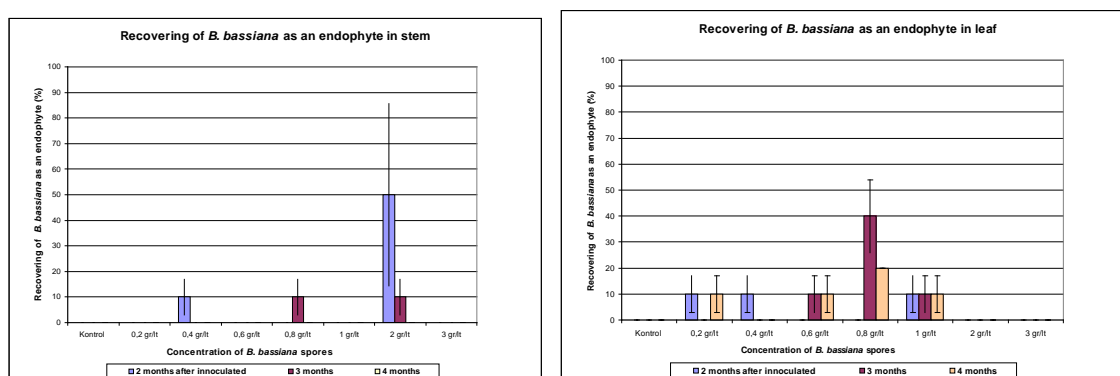 Recovering of B. bassiana as an endophyte in stem
Recovering of B. bassiana as an endophyte (%)
100
90
80
70
60
50
40
30
20
10
0
Kontrol 0,2 gr/lt 0,4 gr/lt 0,6 gr/lt 0,8 gr/lt 1 gr/lt 2 gr/lt 3 gr/lt
Concentration of B. bassiana spores
2 months after innoculated 3 months 4 months
Recovering of B. bassiana as an endophyte in leaf
Recovering of B. bassiana as an endophyte (%)
100
90
80
70
60
50
40
30
20
10
0
Kontrol 0,2 gr/lt 0,4 gr/lt 0,6 gr/lt 0,8 gr/lt 1 gr/lt 2 gr/lt 3 gr/lt
Concentration of B. bassiana spores
2 months after innoculated 3 months 4 months